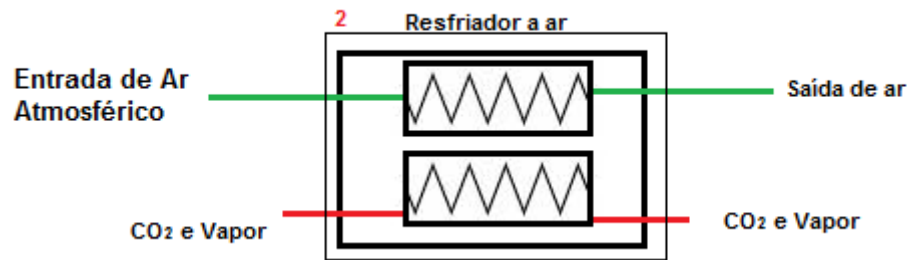 2
Resfriador a ar
Entrada de Ar
Atmosférico
Saída de ar
CO₂ e Vapor
CO₂ e Vapor